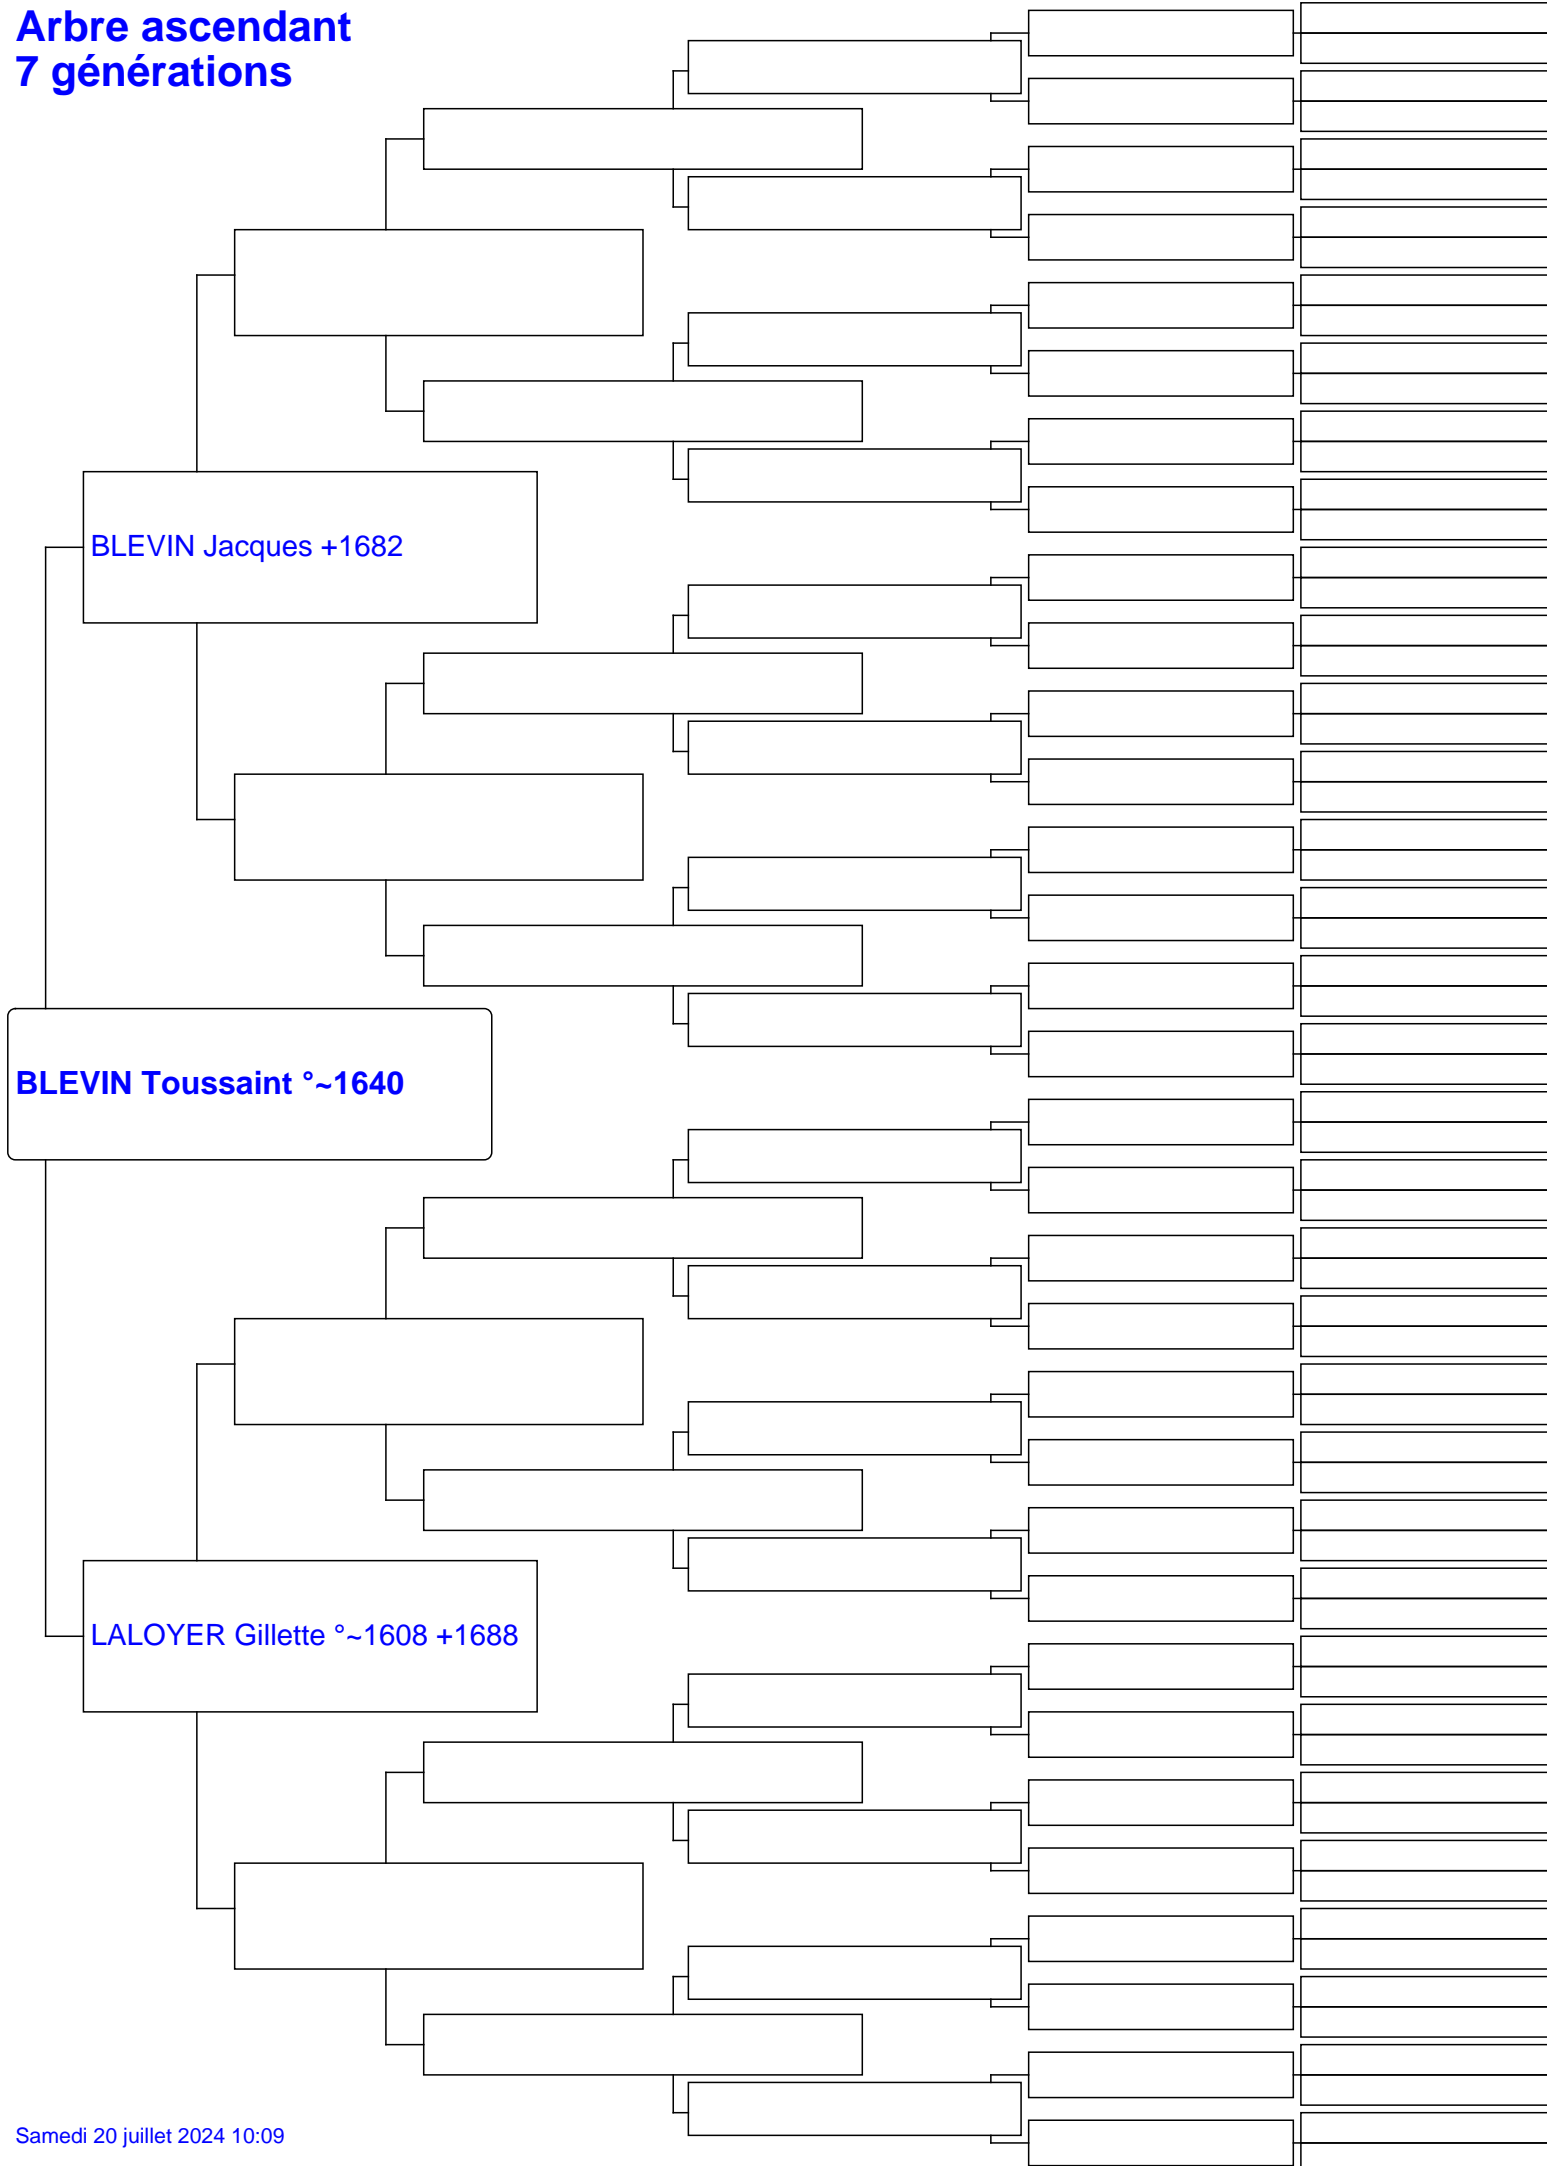 Arbre ascendant
7 générations
BLEVIN Jacques +1682
BLEVIN Toussaint °~1640
LALOYER Gillette °~1608 +1688
Samedi 20 juillet 2024 10:09